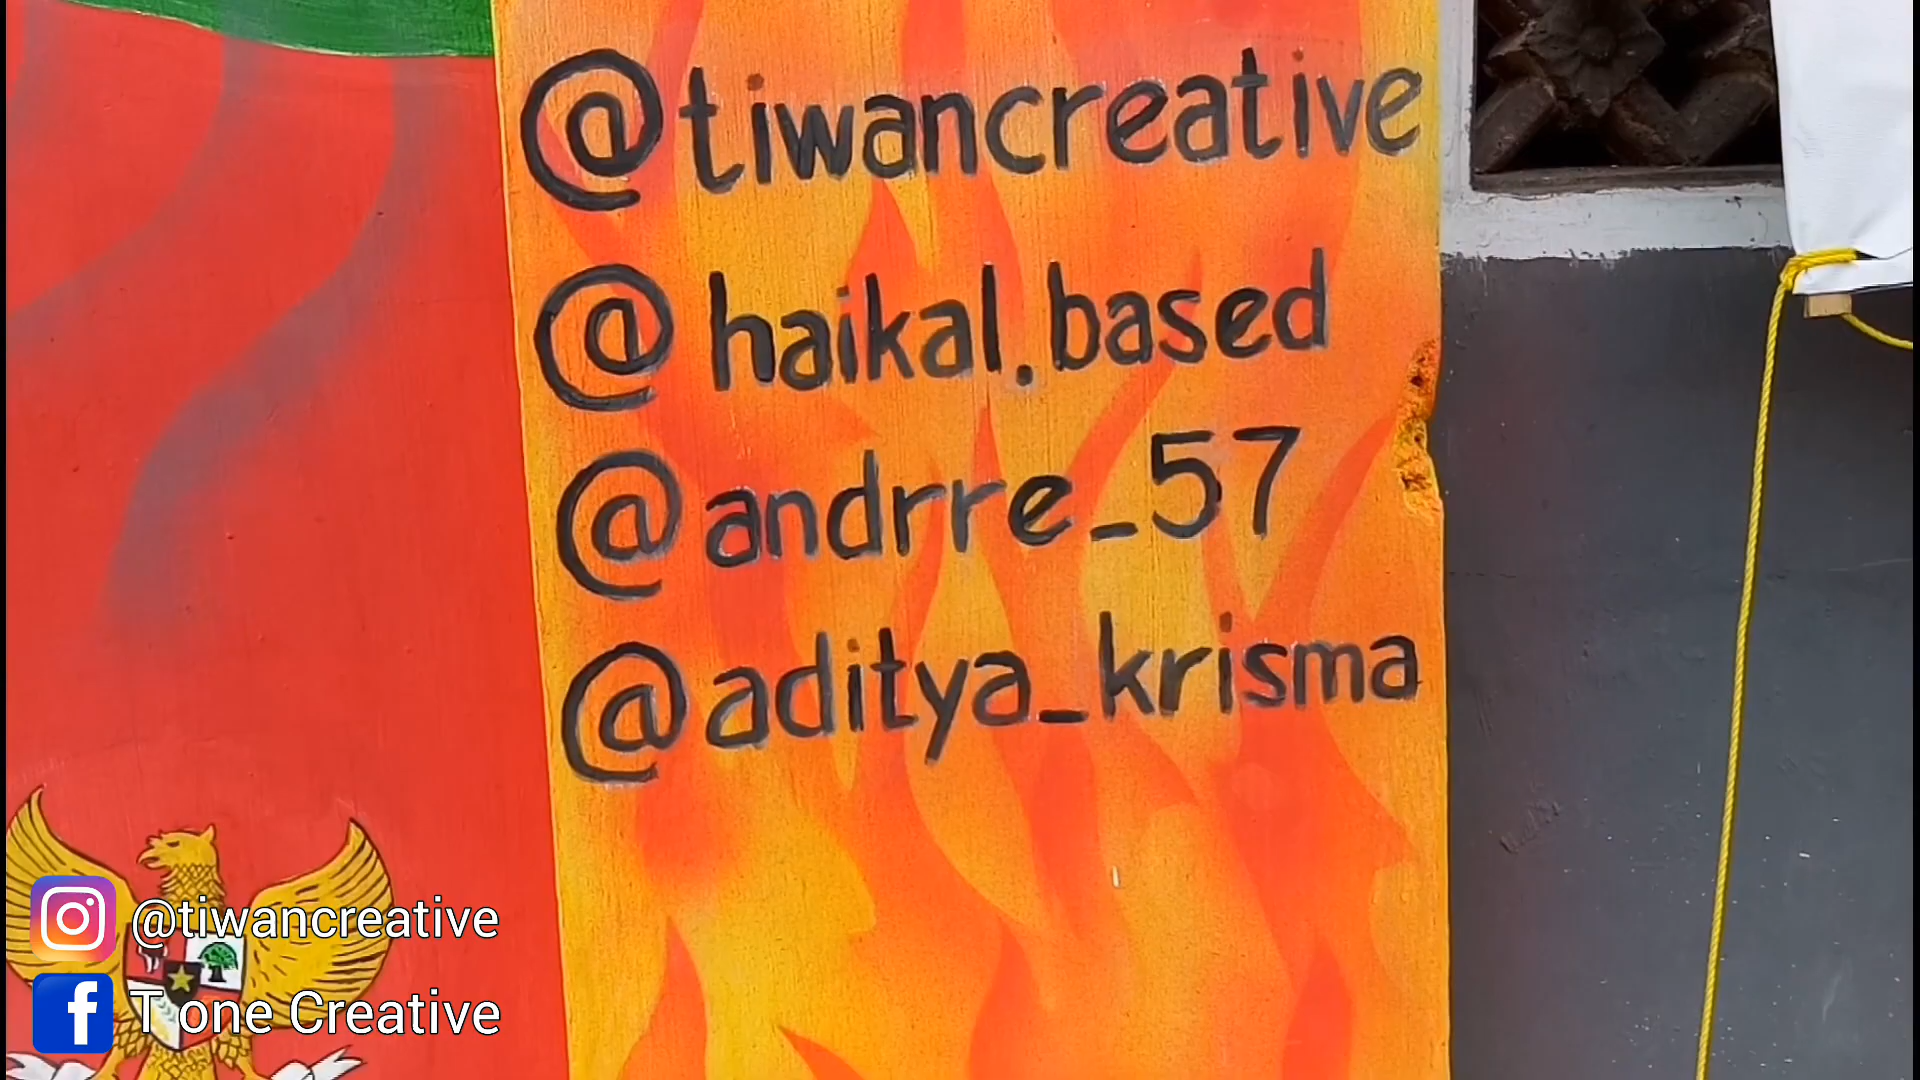 @tiwancreative
@haikal.based
@andrre_57
@aditya_krisma
@tiwancreative
T one Creative